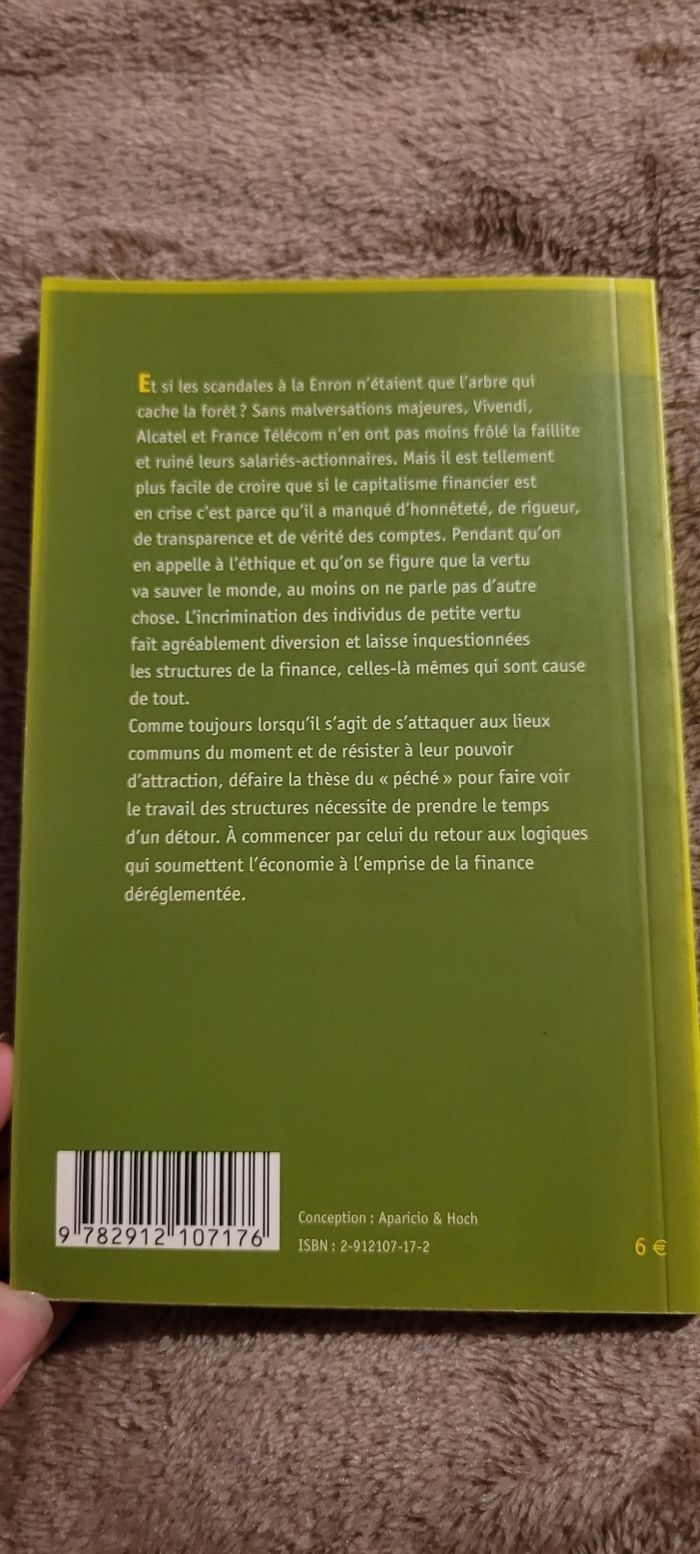 Et si les scandales à la Enron n'étaient que l'arbre qui
cache la forêt ? Sans malversations majeures, Vivendi,
Alcatel et France Télécom n'en ont pas moins frôlé la faillite
et ruiné leurs salariés-actionnaires. Mais il est tellement
plus facile de croire que si le capitalisme financier est
en crise c'est parce qu'il a manqué d'honnêteté, de rigueur,
de transparence et de vérité des comptes. Pendant qu'on
en appelle à l'éthique et qu'on se figure que la vertu
va sauver le monde, au moins on ne parle pas d'autre
chose. L'incrimination des individus de petite vertu
fait agréablement diversion et laisse inquestionnées
les structures de la finance, celles-là mêmes qui sont cause
de tout.
Comme toujours lorsqu'il s'agit de s'attaquer aux lieux
communs du moment et de résister à leur pouvoir
d'attraction, défaire la thèse du « péché » pour faire voir
le travail des structures nécessite de prendre le temps
d'un détour. À commencer par celui du retour aux logiques
qui soumettent l'économie à l'emprise de la finance
déréglementée.
9 782912 107176
Conception : Aparicio & Hoch
ISBN : 2-912107-17-2
6 €